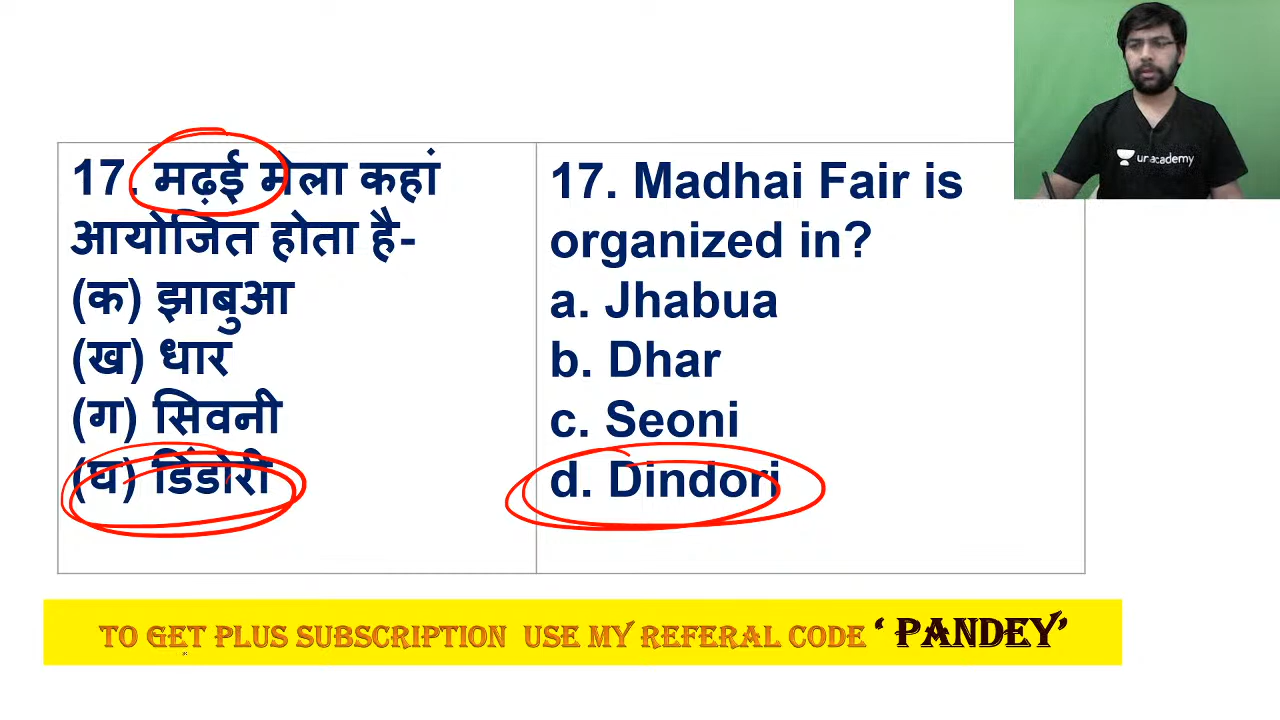 17. मढ़ई मेला कहां
आयोजित होता है-
(क) झाबुआ
(ख) धार
(ग) सिवनी
(घ) डिंडोरी
17. Madhai Fair is
organized in?
a. Jhabua
b. Dhar
c. Seoni
d. Dindori
unacademy
TO GET PLUS SUBSCRIPTION USE MY REFERAL CODE ‘ PANDEY’